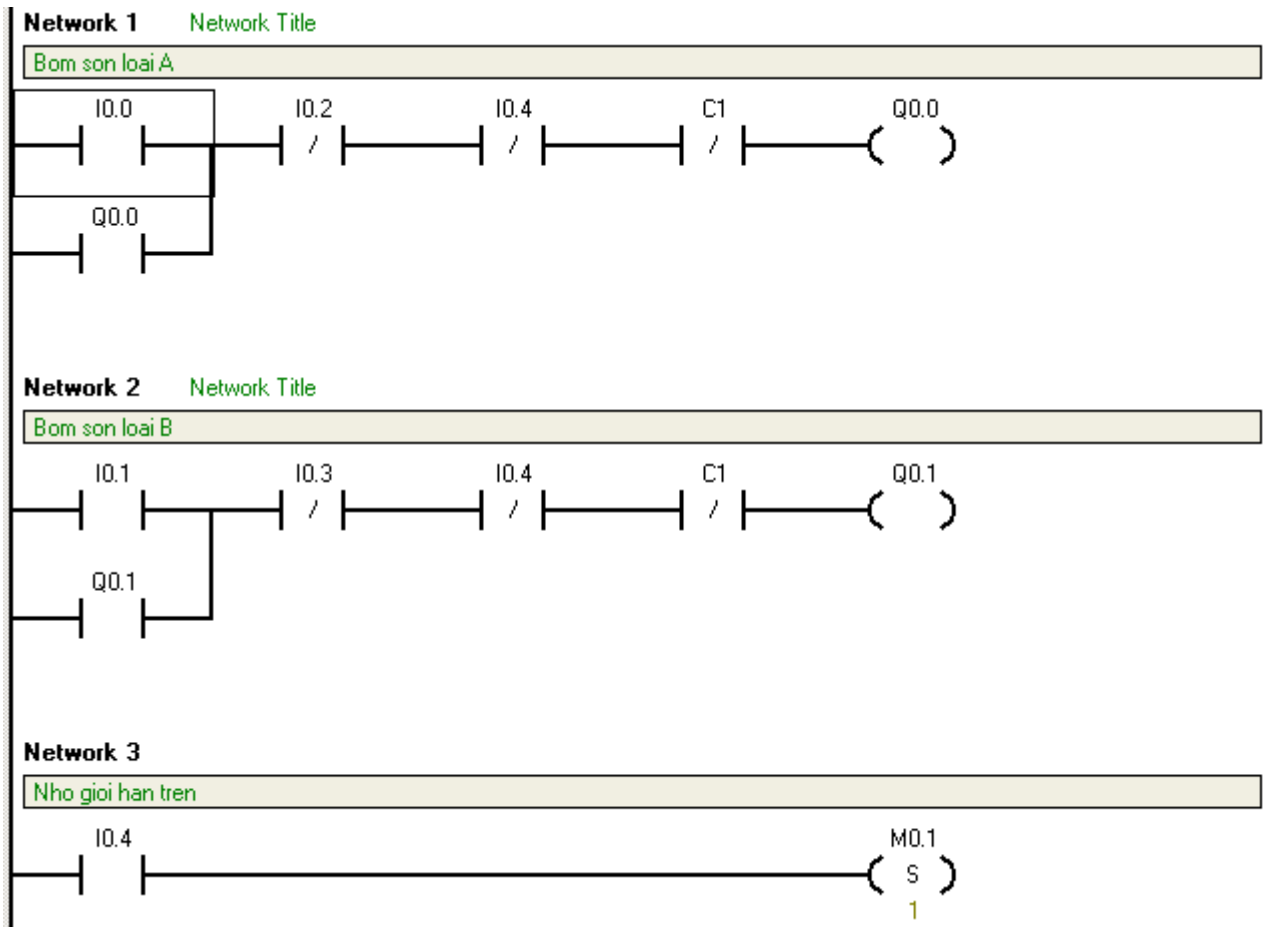 Network 1 Network Title
Bom son loai A
I0.0 I0.2 I0.4 C1 Q0.0
/ / /
Q0.0
Network 2 Network Title
Bom son loai B
I0.1 I0.3 I0.4 C1 Q0.1
/ / /
Q0.1
Network 3
Nho gioi han tren
I0.4 M0.1
S
1